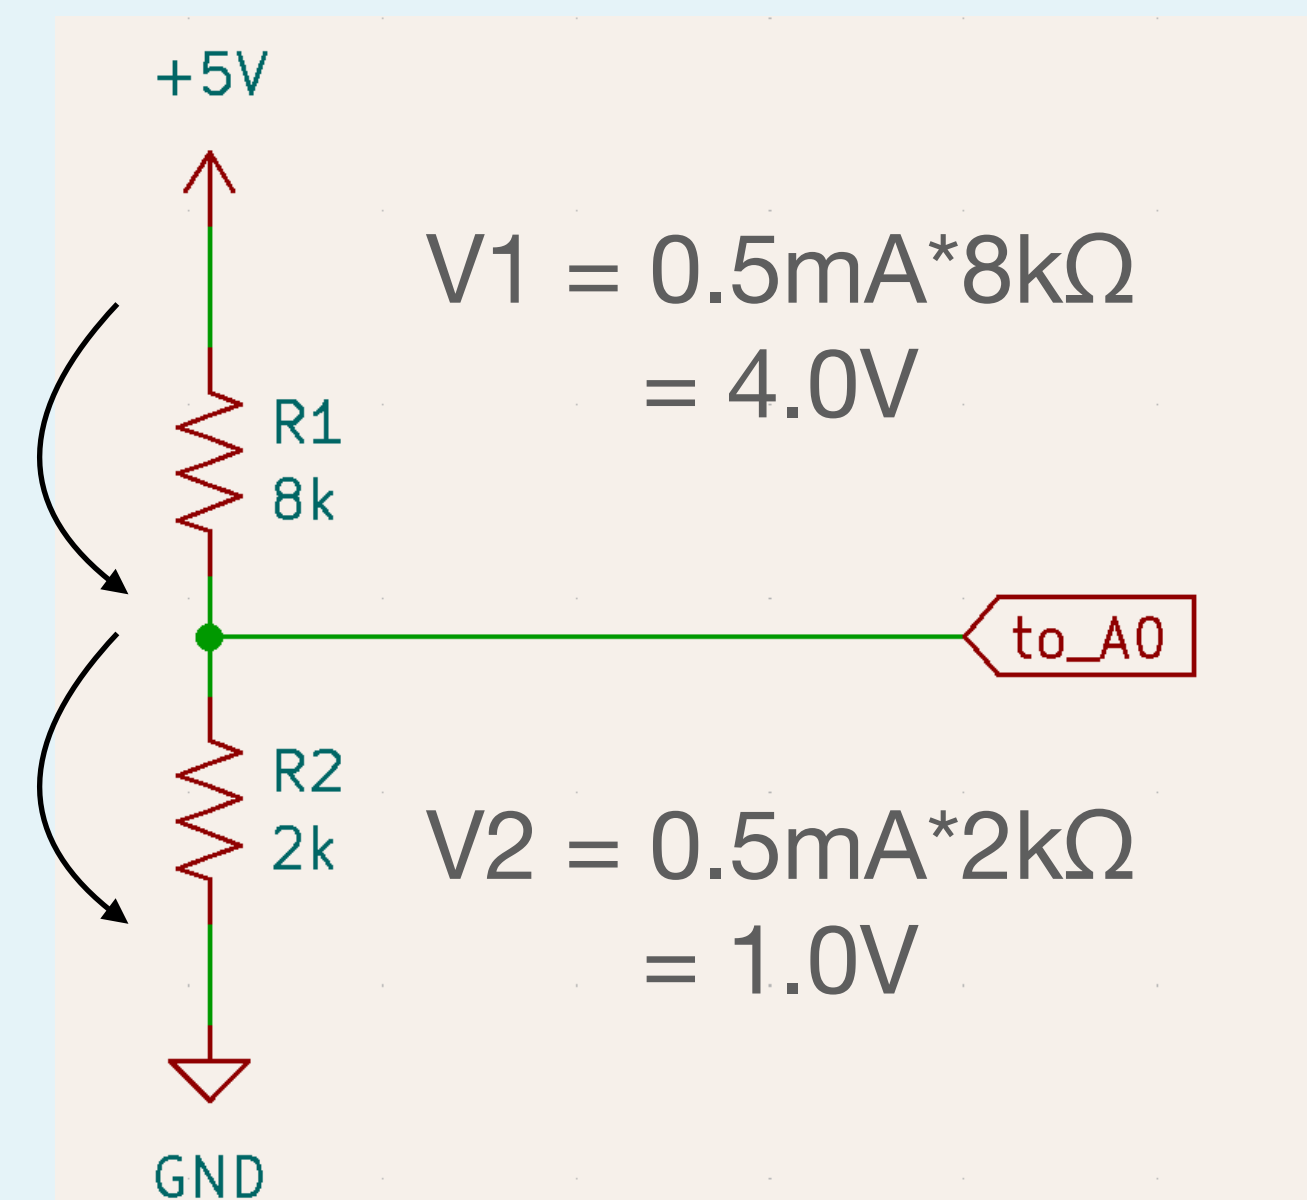 +5V
V1 = 0.5mA*8kΩ
= 4.0V
R1
8k
to_A0
R2
2k
V2 = 0.5mA*2kΩ
= 1.0V
GND